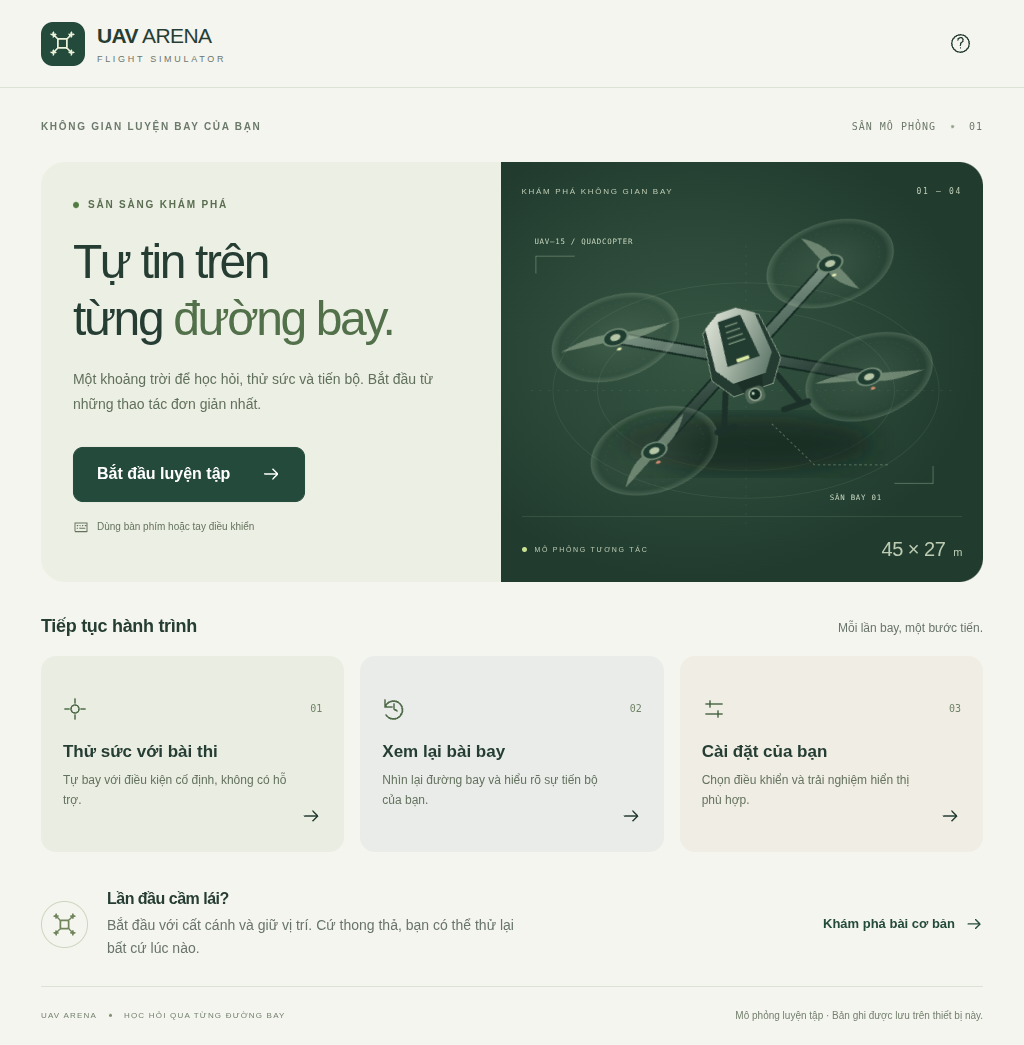 UAV ARENA
FLIGHT SIMULATOR
KHÔNG GIAN LUYỆN BAY CỦA BẠN
SÂN MÔ PHỎNG • 01
SẴN SÀNG KHÁM PHÁ
Tự tin trên
từng đường bay.
Một khoảng trời để học hỏi, thử sức và tiến bộ. Bắt đầu từ
những thao tác đơn giản nhất.
Bắt đầu luyện tập
Dùng bàn phím hoặc tay điều khiển
KHÁM PHÁ KHÔNG GIAN BAY
01 — 04
UAV—15 / QUADCOPTER
SÂN BAY 01
MÔ PHỎNG TƯƠNG TÁC
45 × 27 m
Tiếp tục hành trình
Mỗi lần bay, một bước tiến.
01
Thử sức với bài thi
Tự bay với điều kiện cố định, không có hỗ
trợ.
02
Xem lại bài bay
Nhìn lại đường bay và hiểu rõ sự tiến bộ
của bạn.
03
Cài đặt của bạn
Chọn điều khiển và trải nghiệm hiển thị
phù hợp.
Lần đầu cầm lái?
Bắt đầu với cất cánh và giữ vị trí. Cứ thong thả, bạn có thể thử lại
bất cứ lúc nào.
Khám phá bài cơ bản
UAV ARENA • HỌC HỎI QUA TỪNG ĐƯỜNG BAY
Mô phỏng luyện tập · Bản ghi được lưu trên thiết bị này.